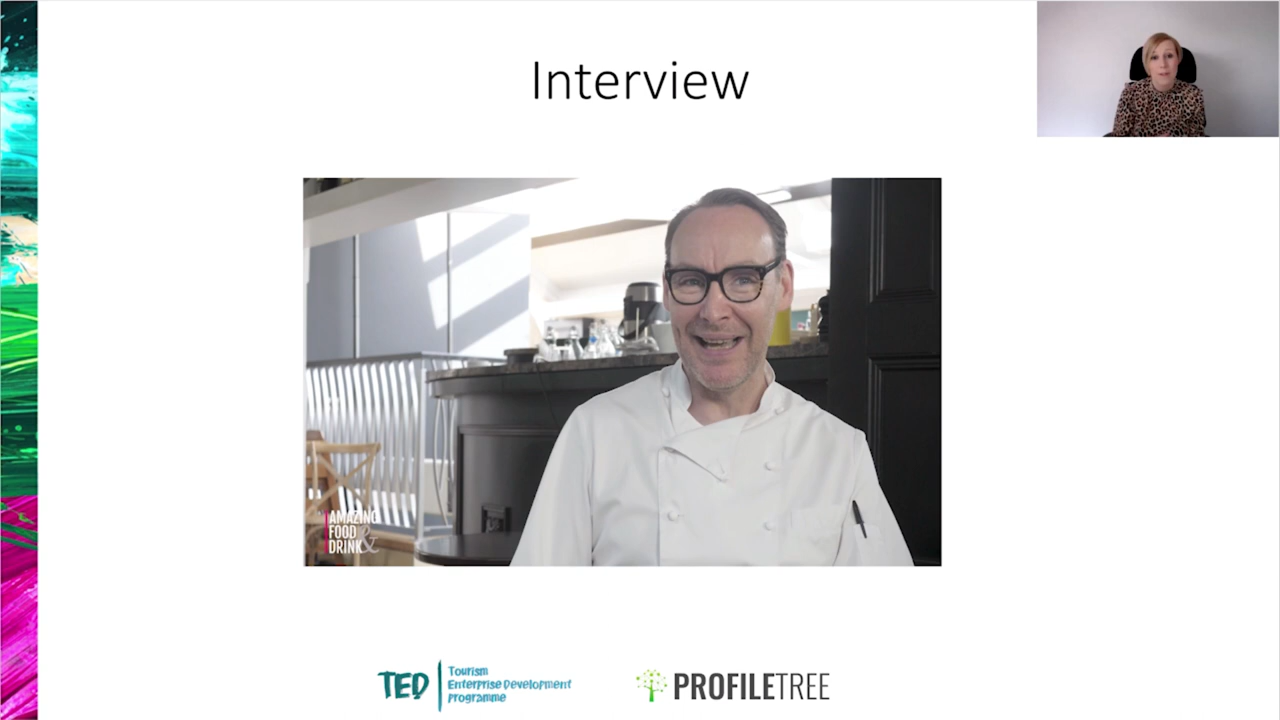 Interview
AMAZING
FOOD &
DRINK
TED
Tourism
Enterprise Development
Programme
PROFILETREE